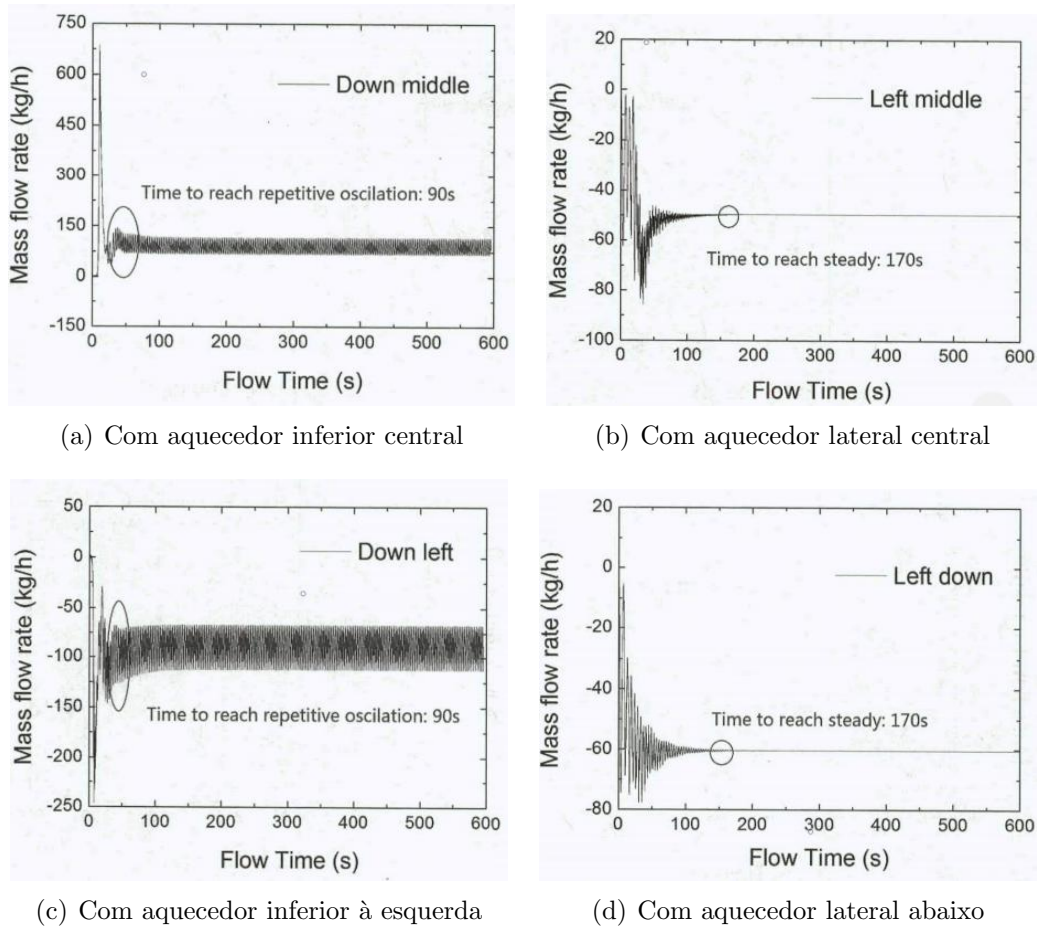 750
600
450
300
150
0
-150
Mass flow rate (kg/h)
Down middle
Time to reach repetitive oscilation: 90s
0 100 200 300 400 500 600
Flow Time (s)
(a) Com aquecedor inferior central
20
0
-20
-40
-60
-80
-100
Mass flow rate (kg/h)
Left middle
Time to reach steady: 170s
0 100 200 300 400 500 600
Flow Time (s)
(b) Com aquecedor lateral central
50
0
-50
-100
-150
-200
-250
Mass flow rate (kg/h)
Down left
Time to reach repetitive oscilation: 90s
0 100 200 300 400 500 600
Flow Time (s)
(c) Com aquecedor inferior à esquerda
20
0
-20
-40
-60
-80
Mass flow rate (kg/h)
Left down
Time to reach steady: 170s
0 100 200 300 400 500 600
Flow Time (s)
(d) Com aquecedor lateral abaixo